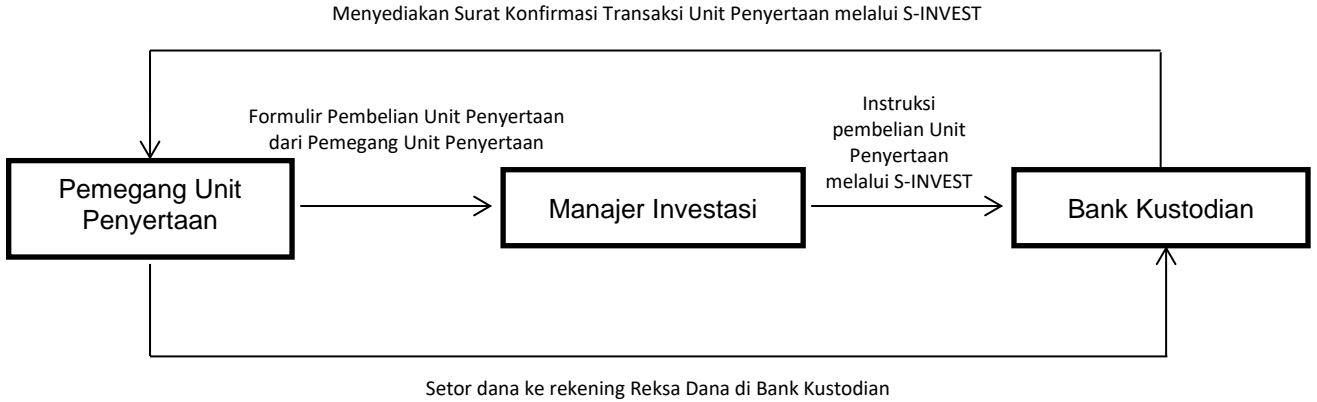 Menyediakan Surat Konfirmasi Transaksi Unit Penyertaan melalui S-INVEST
Formulir Pembelian Unit Penyertaan
dari Pemegang Unit Penyertaan
Instruksi
pembelian Unit
Penyertaan
melalui S-INVEST
Pemegang Unit
Penyertaan
Manajer Investasi
Bank Kustodian
Setor dana ke rekening Reksa Dana di Bank Kustodian